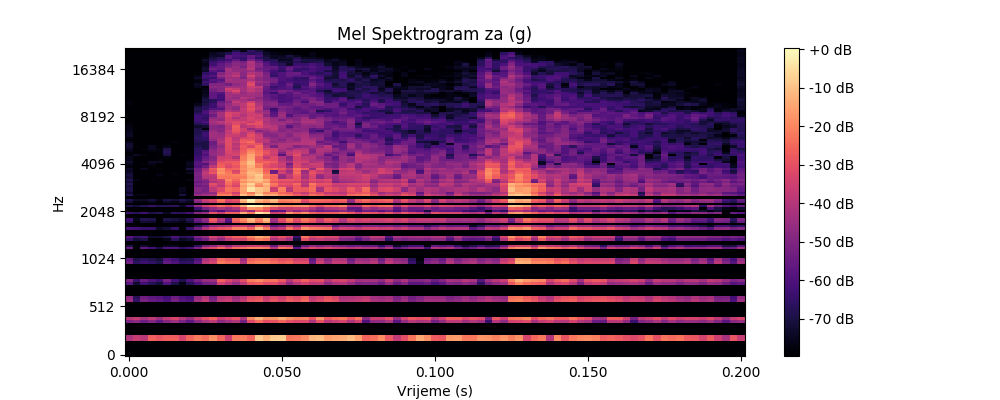 Mel Spektrogram za (g)
Hz
16384
8192
4096
2048
1024
512
0
0.000 0.050 0.100 0.150 0.200
Vrijeme (s)
+0 dB
-10 dB
-20 dB
-30 dB
-40 dB
-50 dB
-60 dB
-70 dB